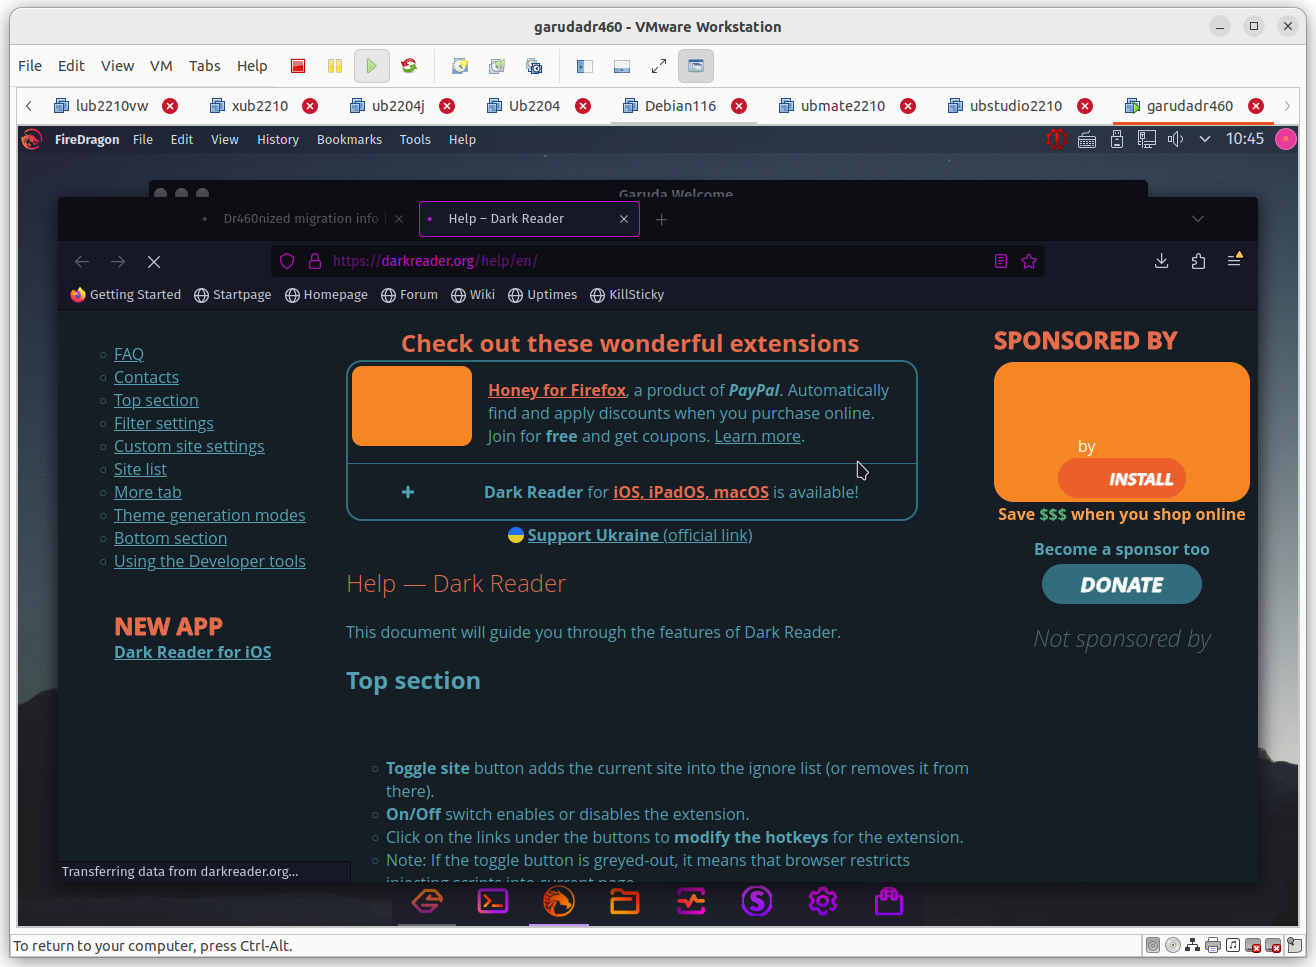 garudadr460 - VMware Workstation
File Edit View VM Tabs Help
lub2210vw xub2210 ub2204j Ub2204 Debian116 ubmate2210 ubstudio2210 garudadr460
FireDragon File Edit View History Bookmarks Tools Help 10:45
Garuda Welcome
Dr460nized migration info Help – Dark Reader
https://darkreader.org/help/en/
Getting Started Startpage Homepage Forum Wiki Uptimes KillSticky
FAQ
Contacts
Top section
Filter settings
Custom site settings
Site list
More tab
Theme generation modes
Bottom section
Using the Developer tools
NEW APP
Dark Reader for iOS
Check out these wonderful extensions
Honey for Firefox, a product of PayPal. Automatically
find and apply discounts when you purchase online.
Join for free and get coupons. Learn more.
+ Dark Reader for iOS, iPadOS, macOS is available!
Support Ukraine (official link)
Help — Dark Reader
This document will guide you through the features of Dark Reader.
Top section
Toggle site button adds the current site into the ignore list (or removes it from
there).
On/Off switch enables or disables the extension.
Click on the links under the buttons to modify the hotkeys for the extension.
Note: If the toggle button is greyed-out, it means that browser restricts
injecting scripts into current page.
SPONSORED BY
by
INSTALL
Save $$$ when you shop online
Become a sponsor too
DONATE
Not sponsored by
Transferring data from darkreader.org...
To return to your computer, press Ctrl-Alt.